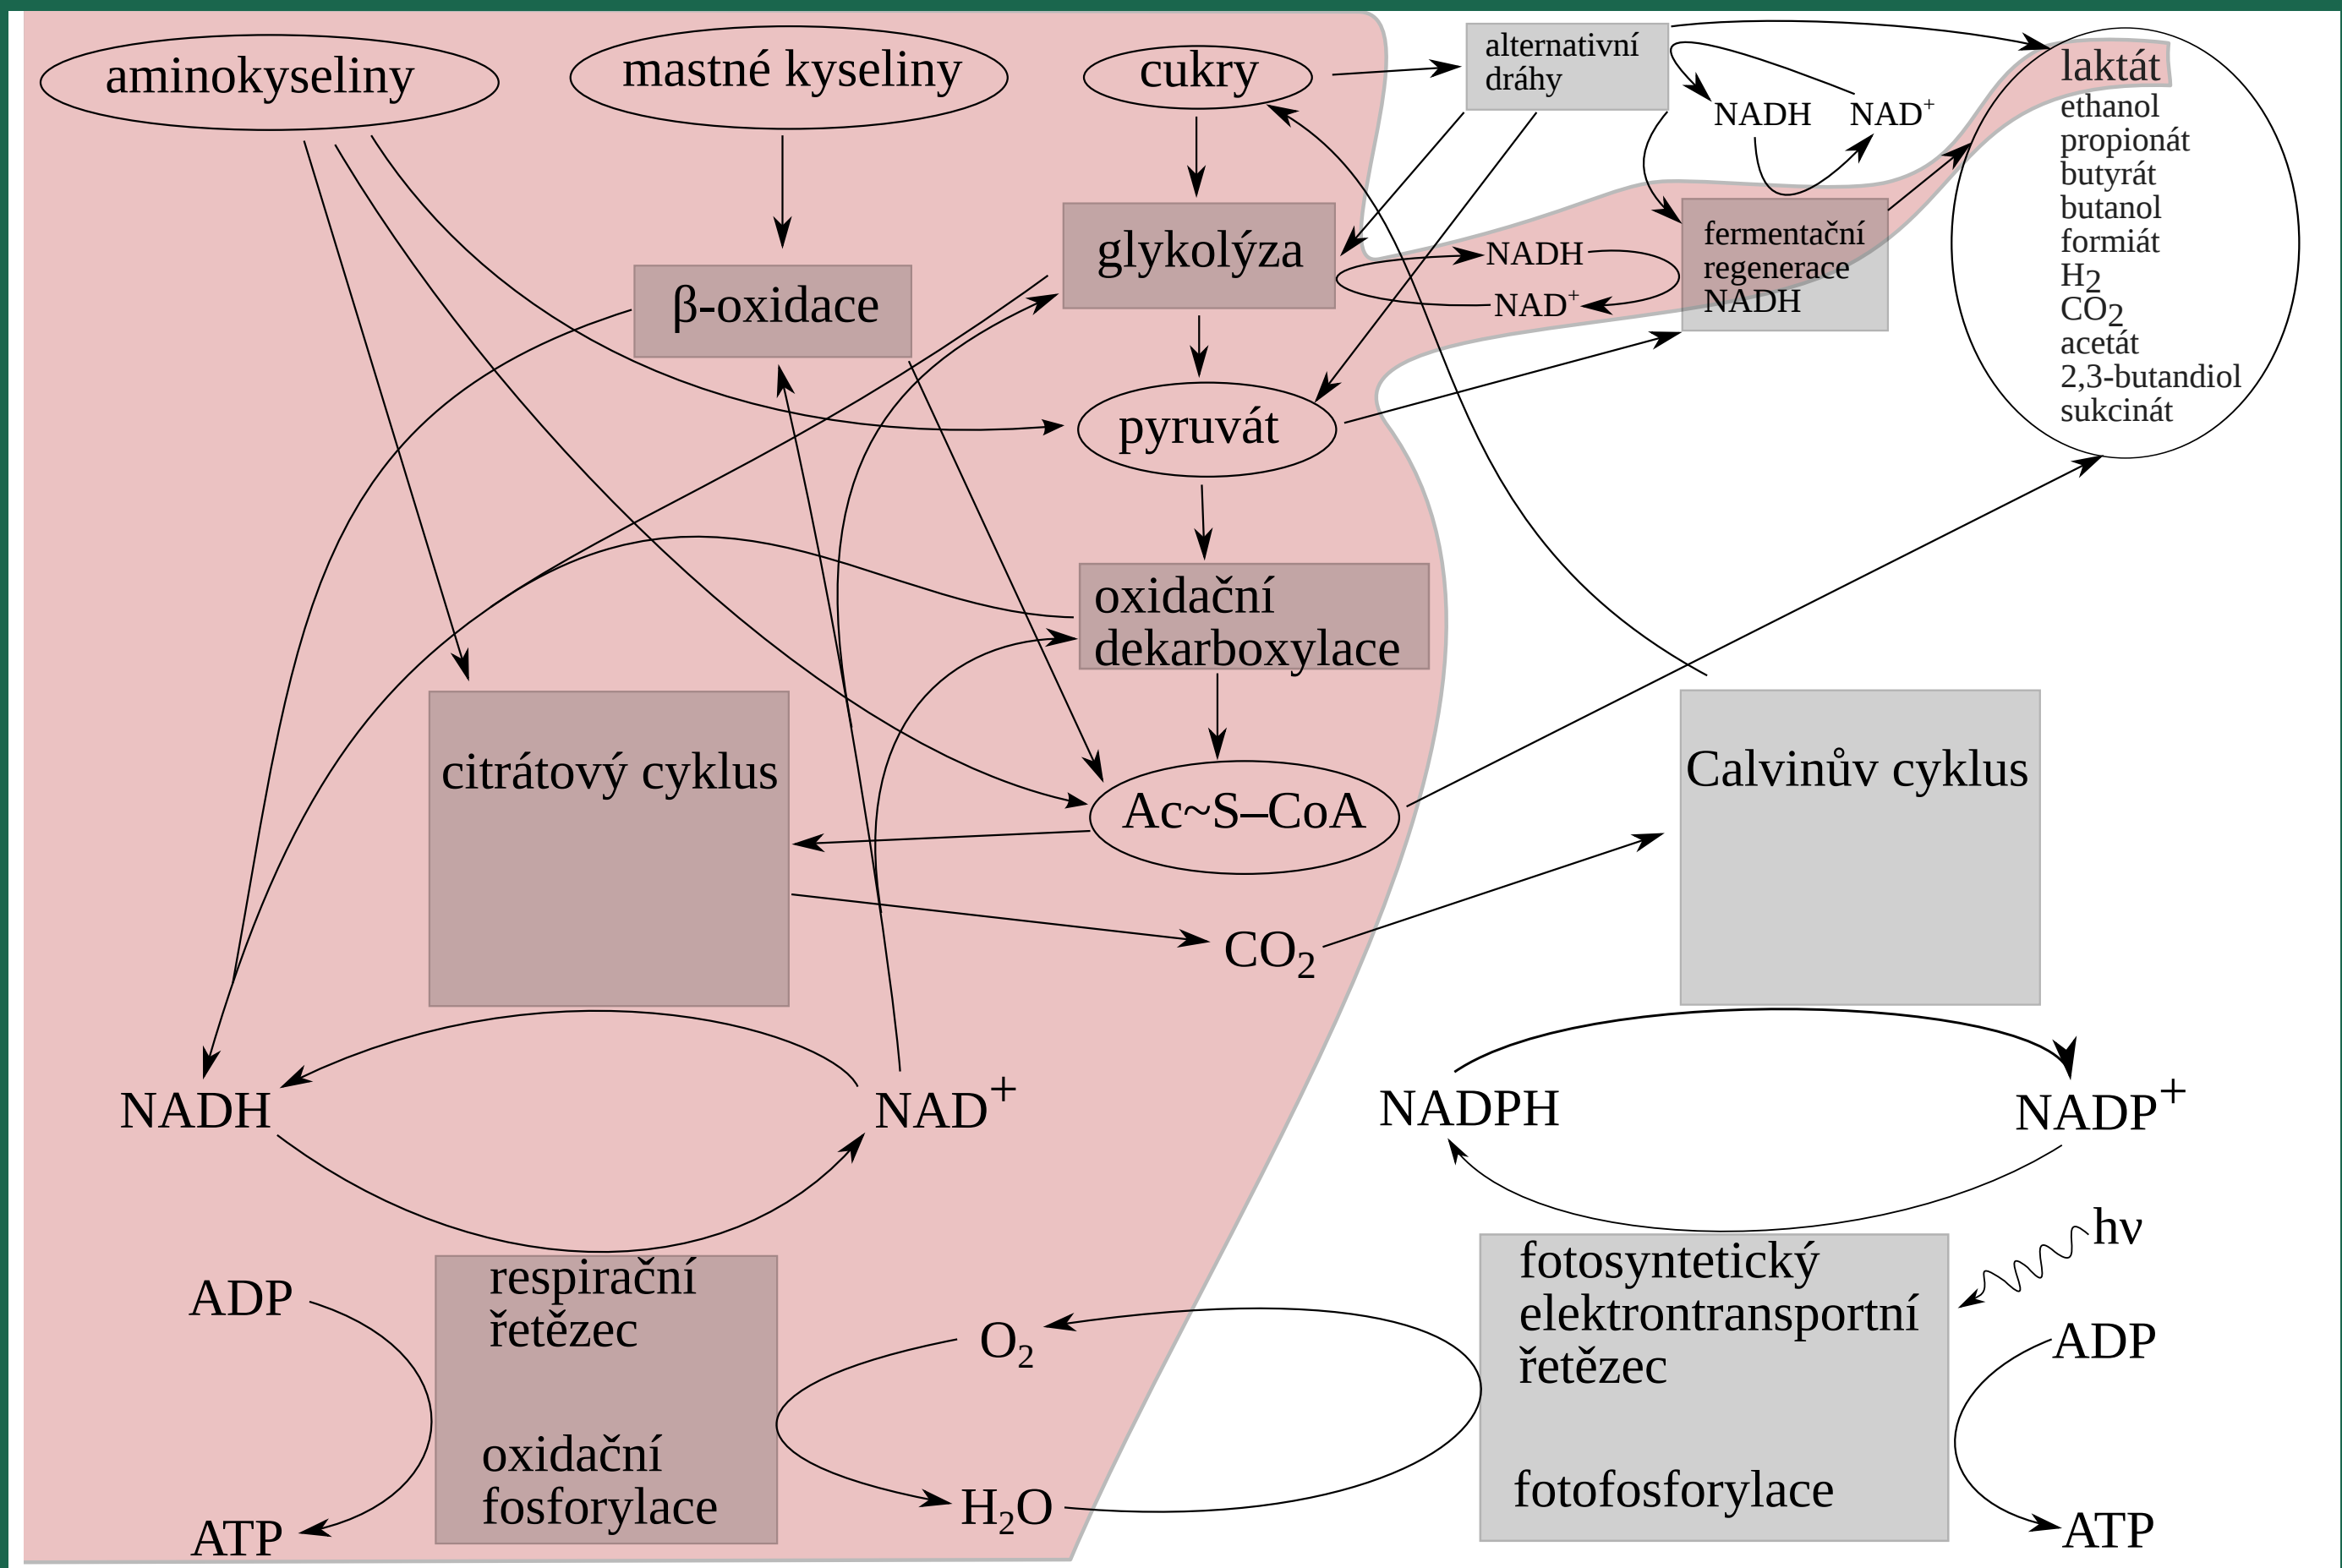 aminokyseliny
mastné kyseliny
cukry
alternativní
dráhy
NADH
NAD+
laktát
ethanol
propionát
butyrát
butanol
formiát
H2
CO2
acetát
2,3-butandiol
sukcinát
β-oxidace
glykolýza
NADH
NAD+
fermentační
regenerace
NADH
pyruvát
oxidační
dekarboxylace
citrátový cyklus
Ac~S–CoA
CO2
Calvinův cyklus
NADH
NAD+
NADPH
NADP+
hν
ADP
ATP
respirační
řetězec
oxidační
fosforylace
O2
H2O
fotosyntetický
elektrontransportní
řetězec
fotofosforylace
ADP
ATP